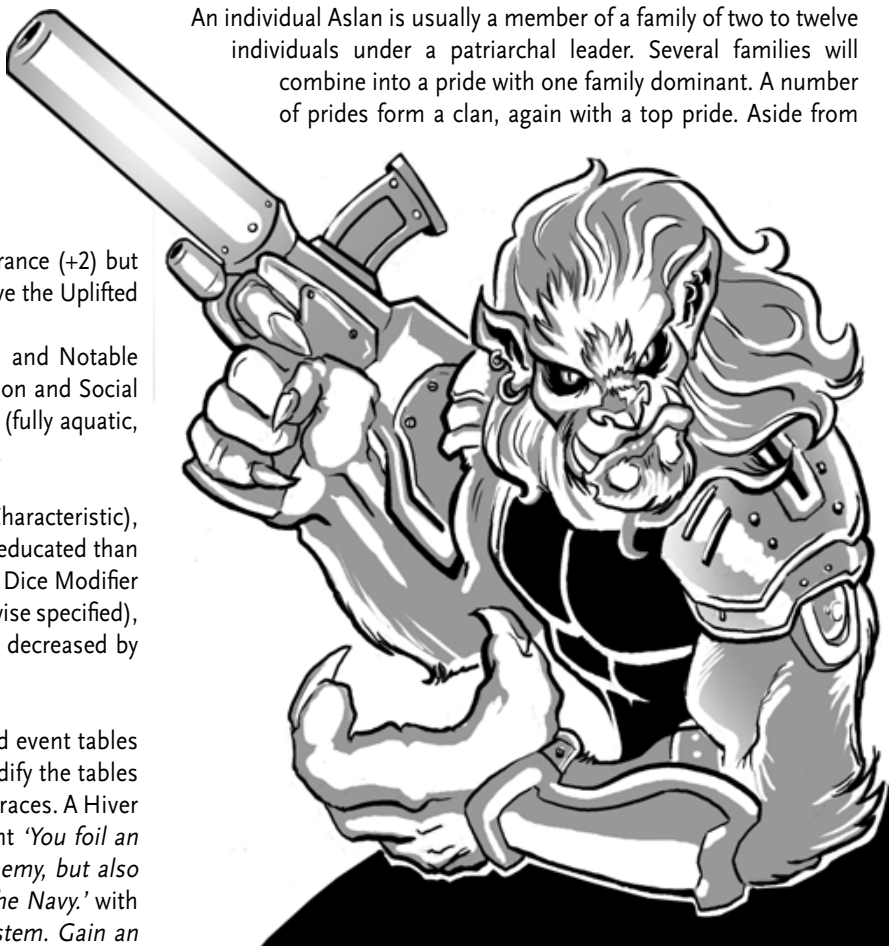 rance (+2) but
ve the Uplifted
and Notable
on and Social
(fully aquatic,
.
Characteristic),
educated than
Dice Modifier
wise specified),
decreased by
d event tables
dify the tables
races. A Hiver
nt ‘You foil an
emy, but also
he Navy.’ with
stem. Gain an
An individual Aslan is usually a member of a family of two to twelve
individuals under a patriarchal leader. Several families will
combine into a pride with one family dominant. A number
of prides form a clan, again with a top pride. Aside from